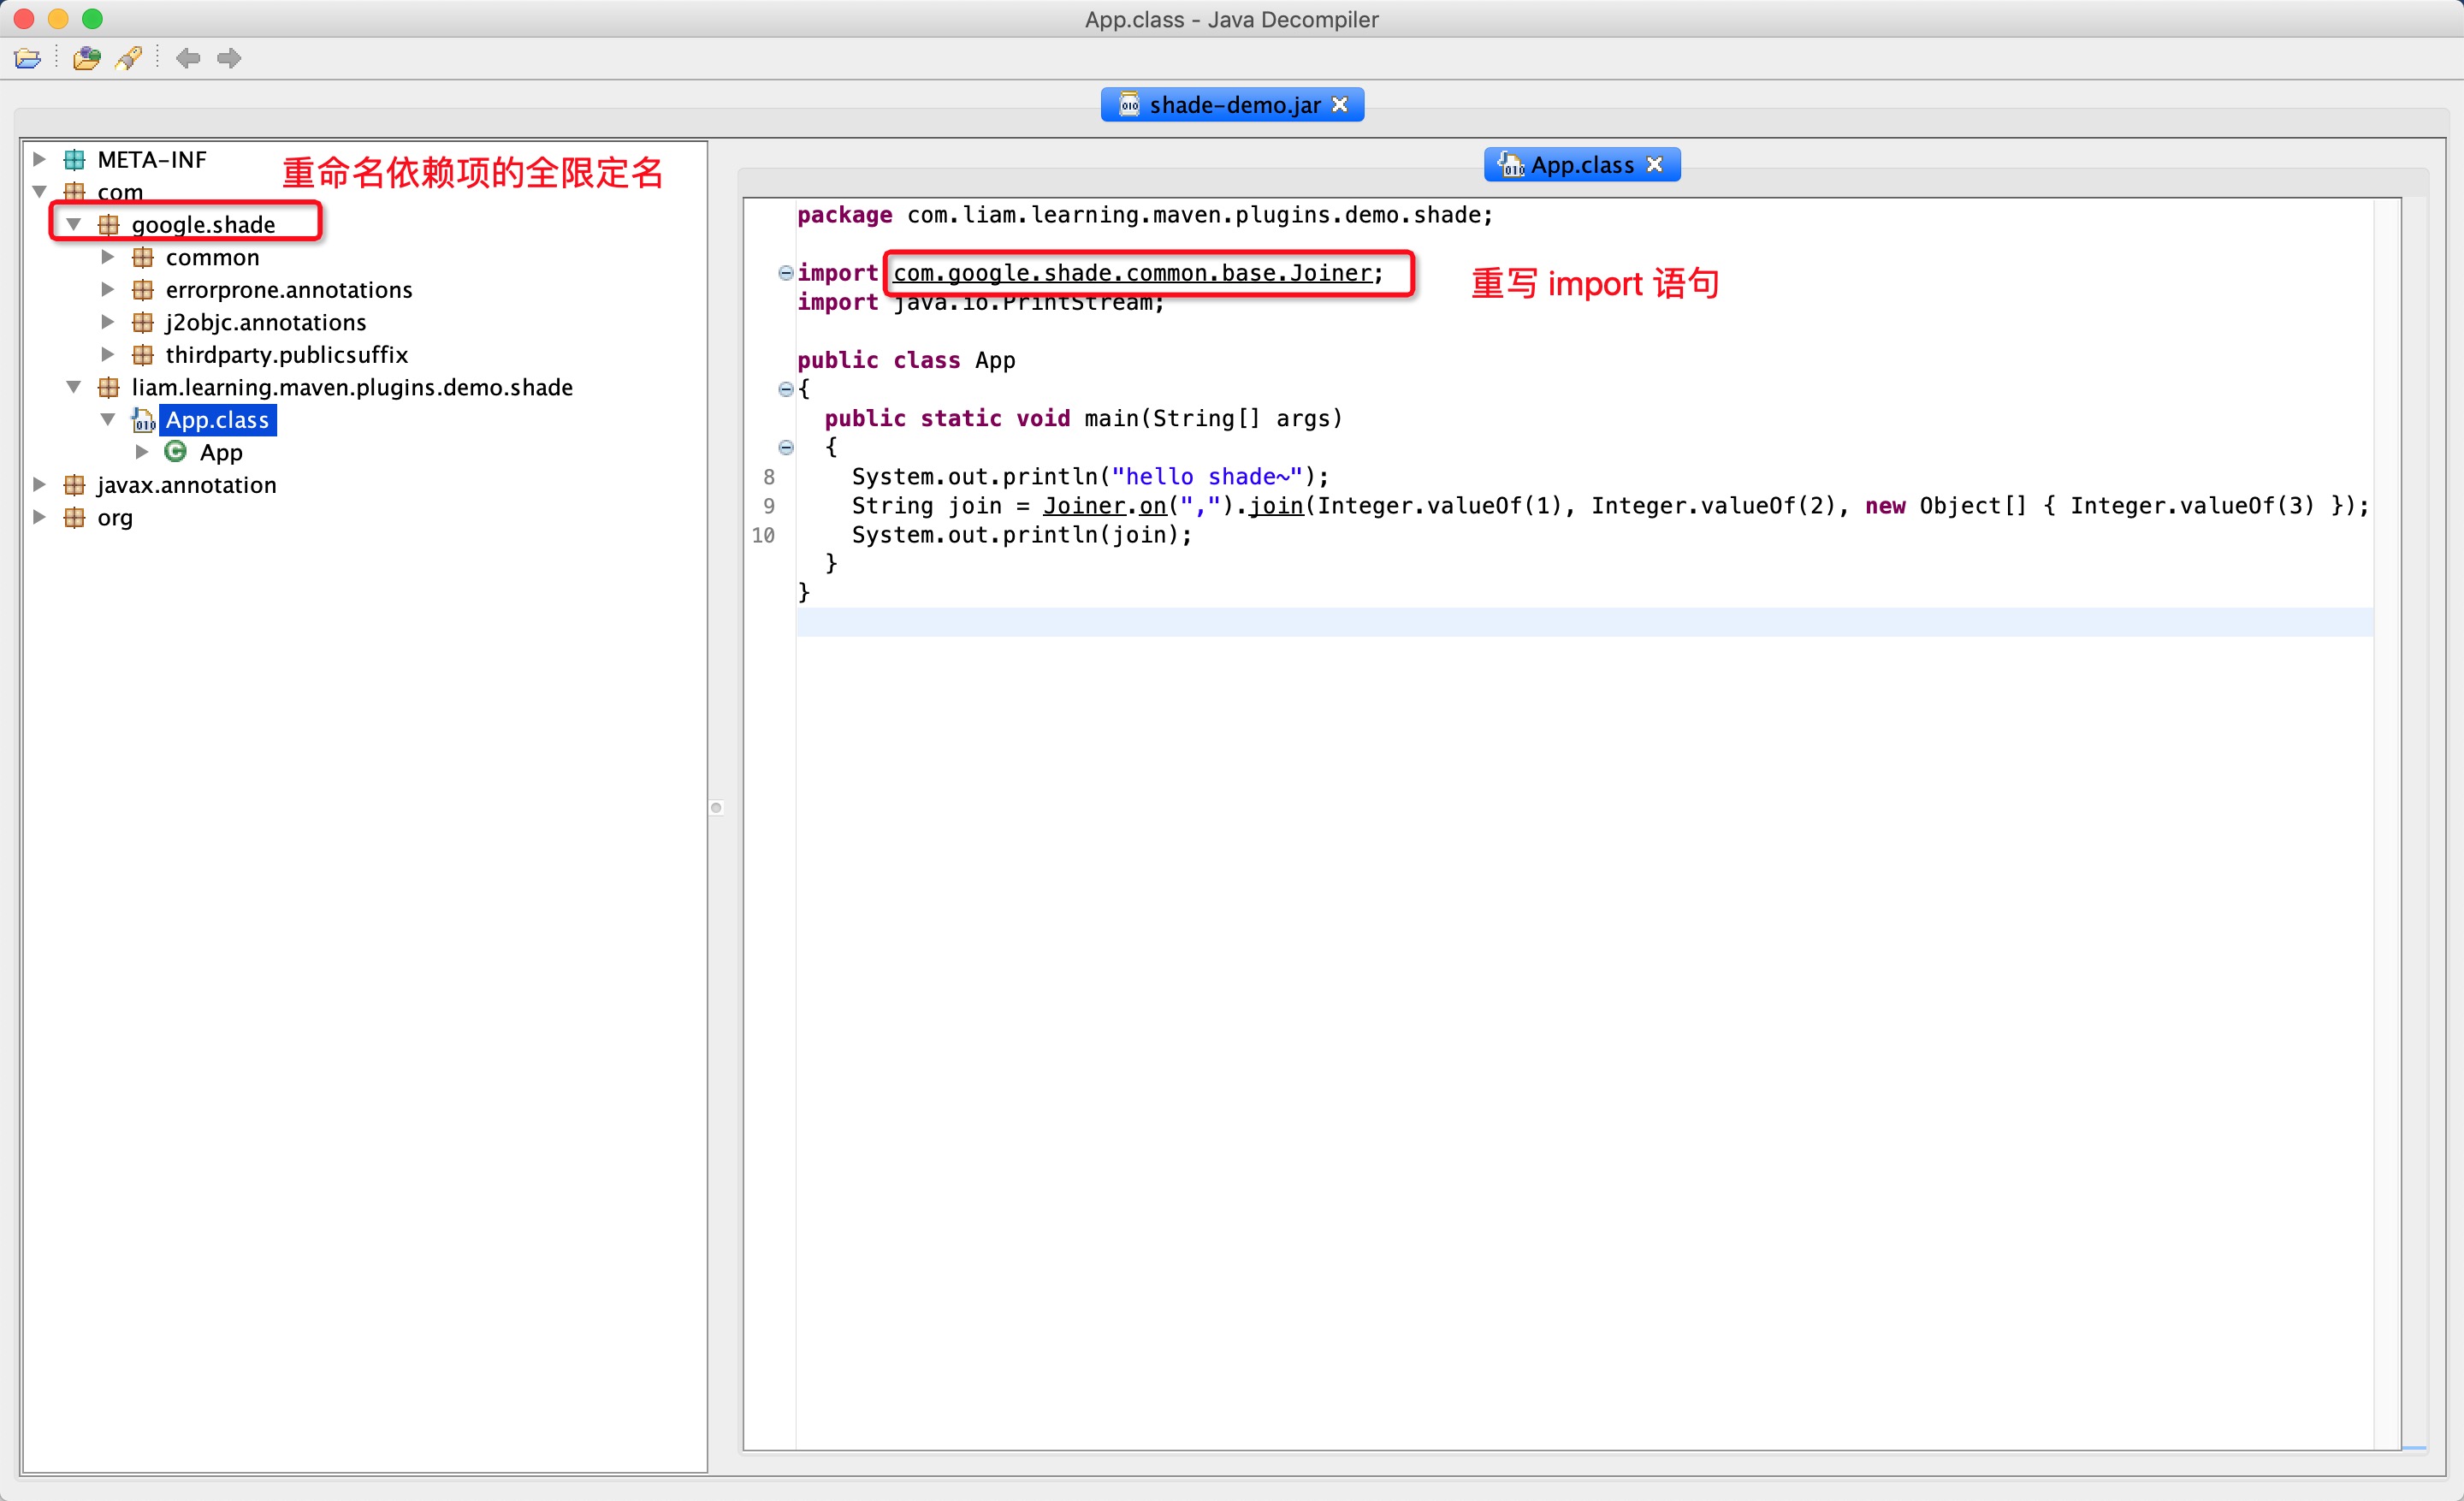 App.class - Java Decompiler
shade-demo.jar
META-INF
重命名依赖项的全限定名
com
google.shade
common
errorprone.annotations
j2objc.annotations
thirdparty.publicsuffix
liam.learning.maven.plugins.demo.shade
App.class
App
javax.annotation
org
App.class
package com.liam.learning.maven.plugins.demo.shade;
import com.google.shade.common.base.Joiner;
重写 import 语句
import java.io.PrintStream;
public class App
{
public static void main(String[] args)
{
8 System.out.println("hello shade~");
9 String join = Joiner.on(",").join(Integer.valueOf(1), Integer.valueOf(2), new Object[] { Integer.valueOf(3) });
10 System.out.println(join);
}
}